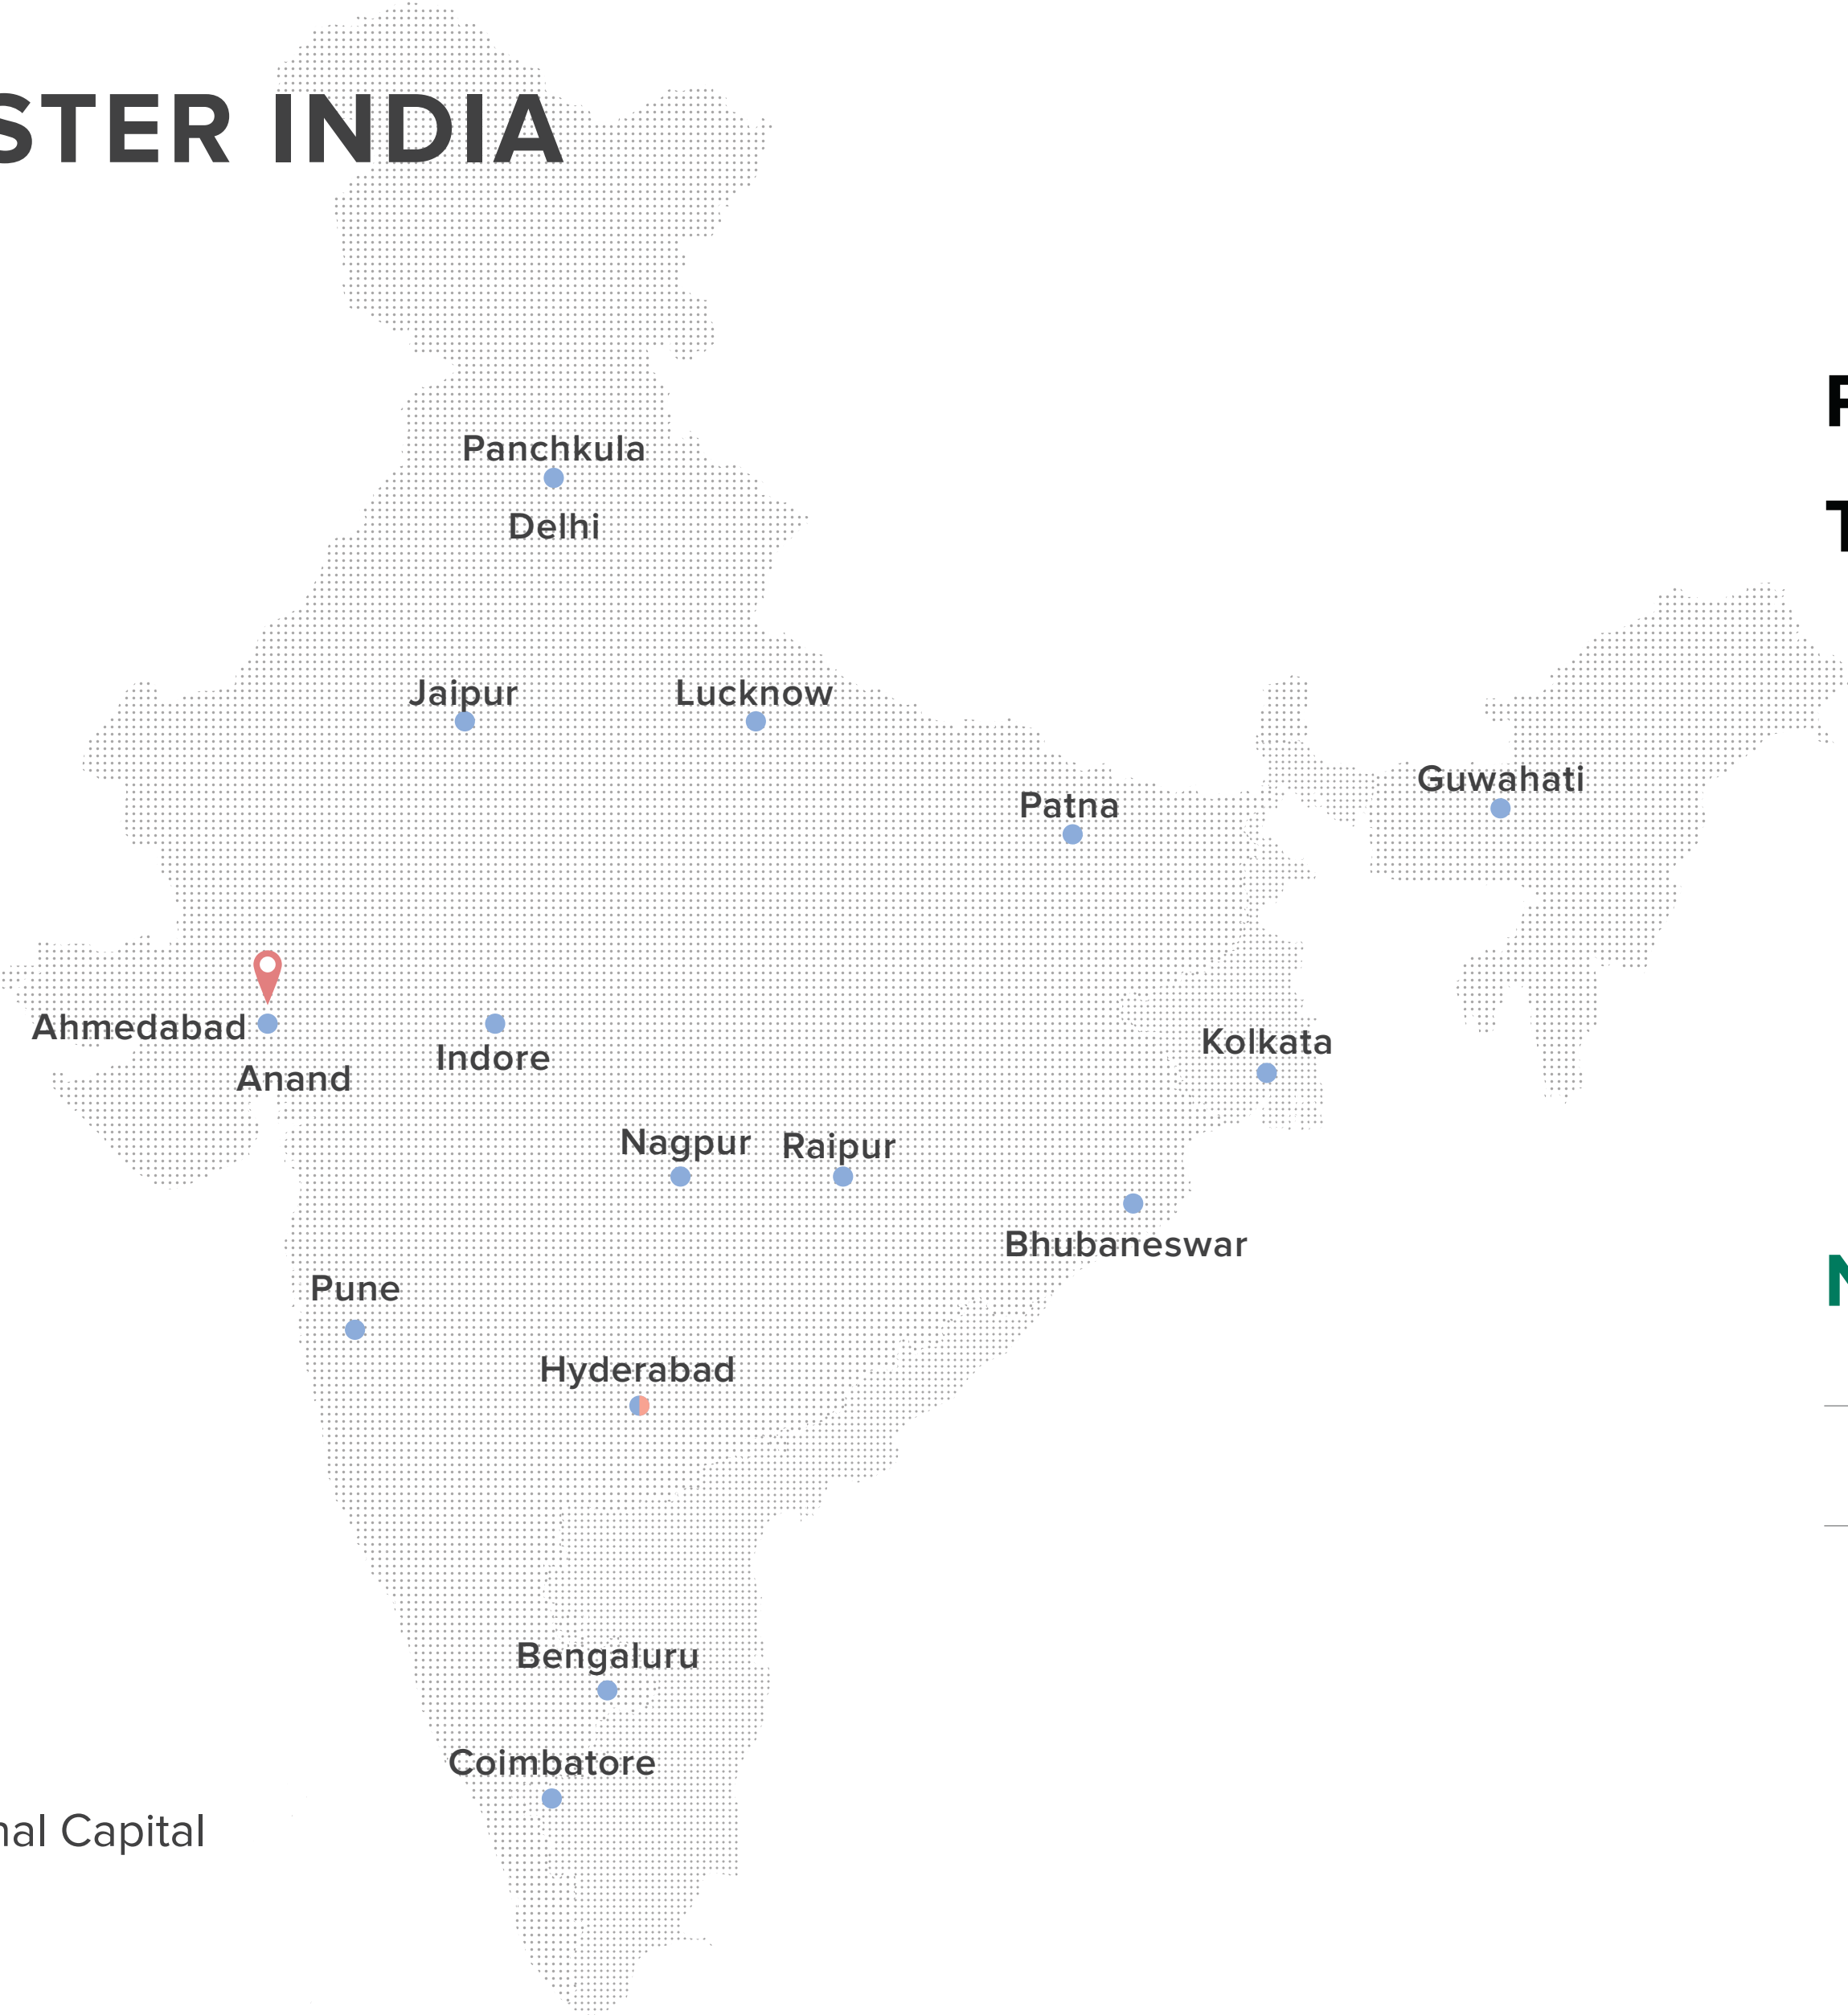 STER INDIA
Panchkula
Delhi
Jaipur
Lucknow
Patna
Guwahati
Ahmedabad
Anand
Indore
Kolkata
Nagpur
Raipur
Bhubaneswar
Pune
Hyderabad
Bengaluru
Coimbatore
nal Capital